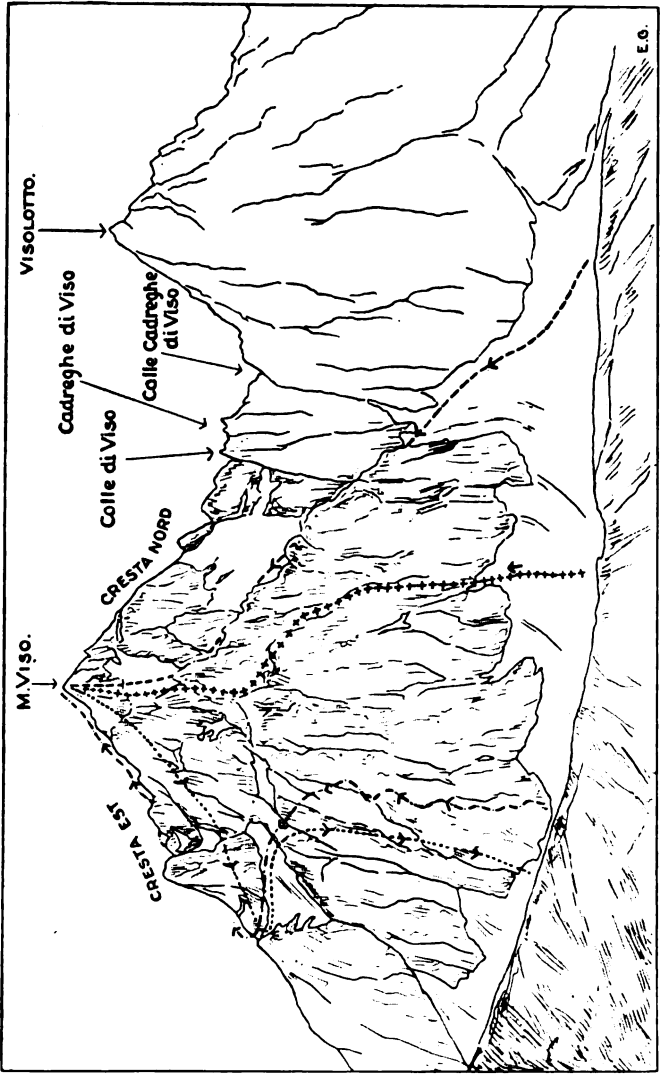 VISOLOTTO.
Cadreghe di Viso
Colle Cadreghe
di Viso
Colle di Viso
CRESTA NORD
M. VISO.
CRESTA EST
E.G.